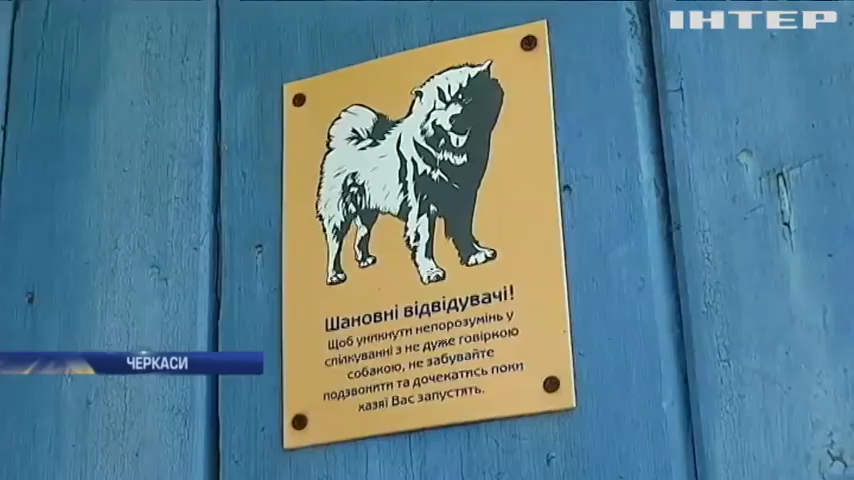 ІНТЕР
Шановні відвідувачі!
Щоб уникнути непорозумінь у
спілкуванні з не дуже говіркою
собакою, не забувайте
подзвонити та дочекатись поки
хазяї Вас запустять.
ЧЕРКАСИ